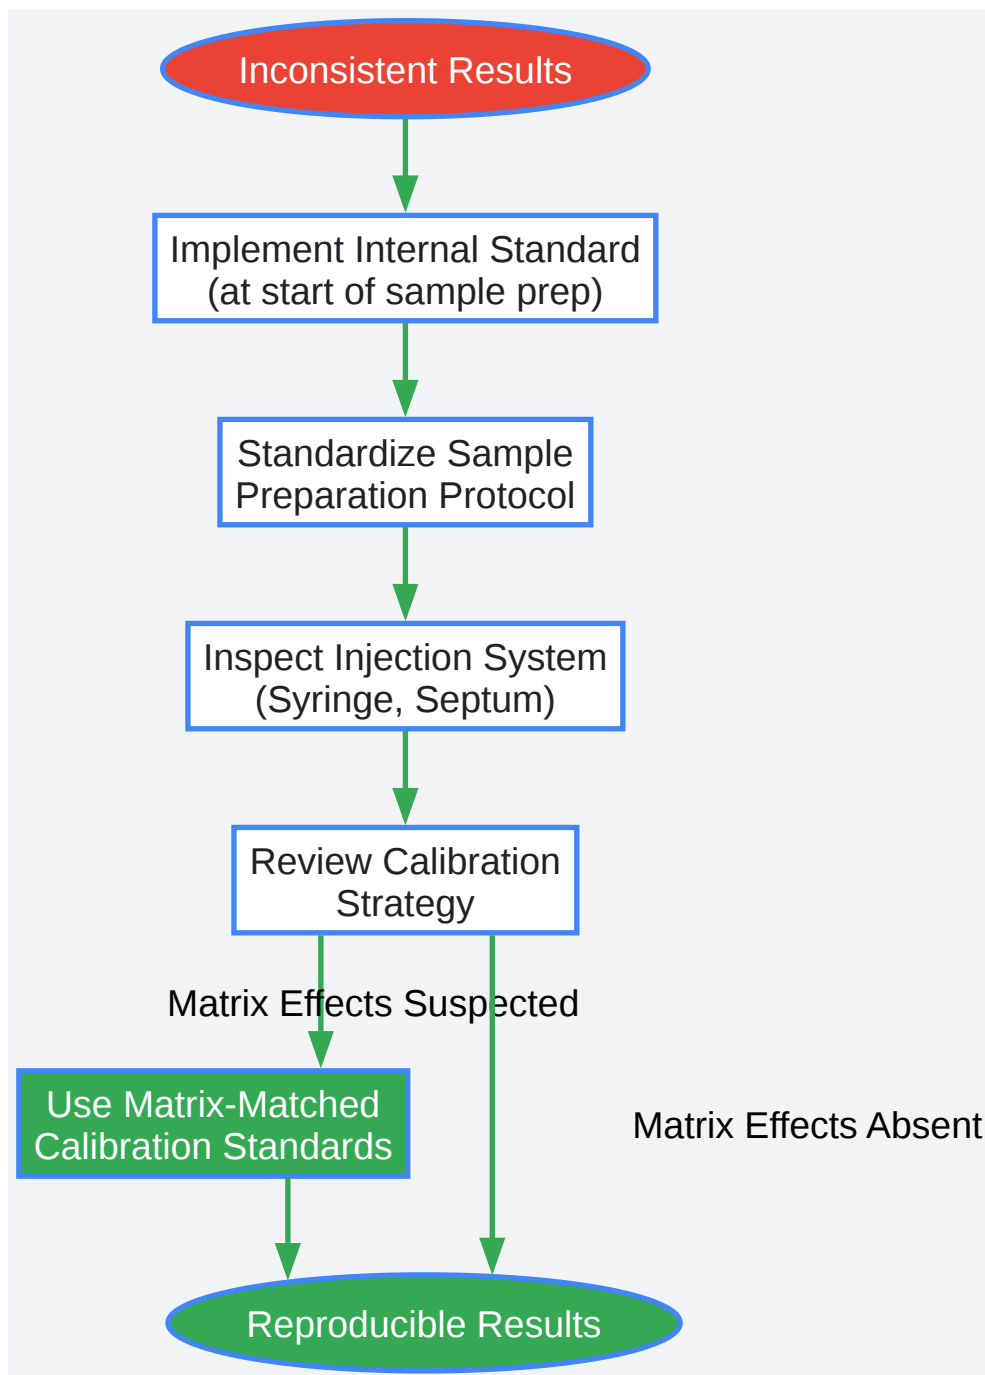 Inconsistent Results
Implement Internal Standard
(at start of sample prep)
Standardize Sample
Preparation Protocol
Inspect Injection System
(Syringe, Septum)
Review Calibration
Strategy
Matrix Effects Suspected
Use Matrix-Matched
Calibration Standards
Matrix Effects Absent
Reproducible Results